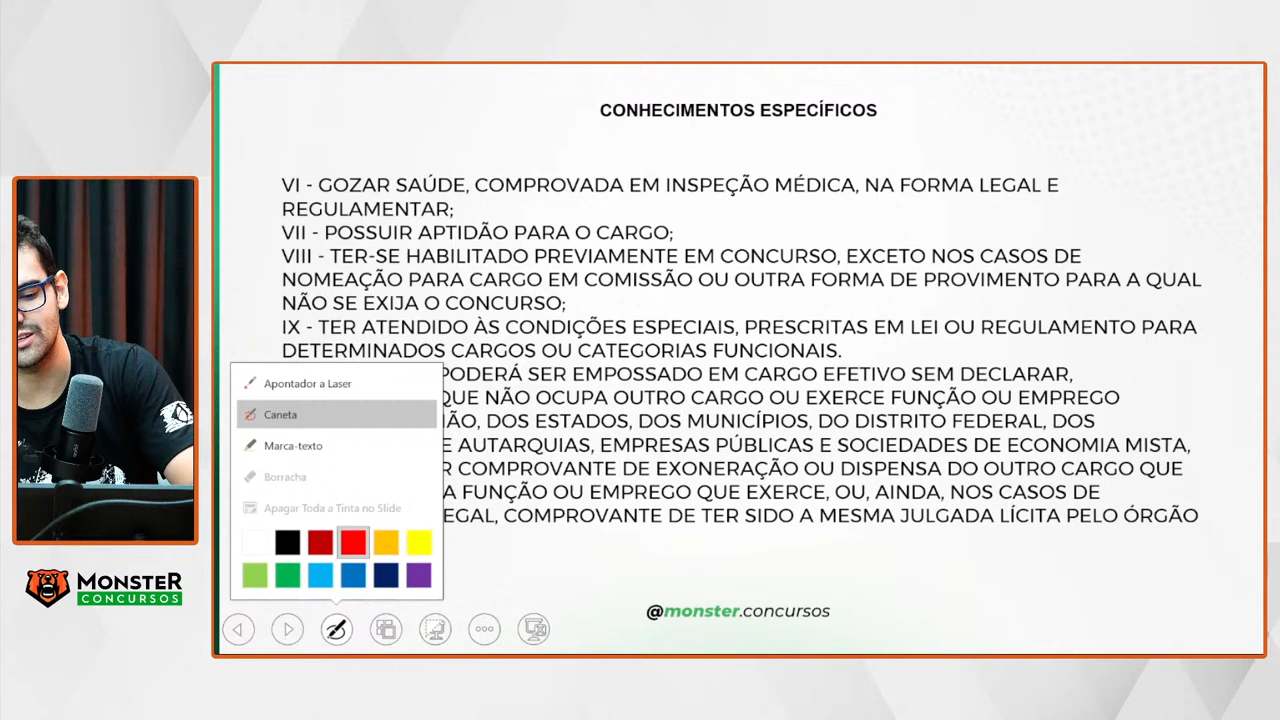 CONHECIMENTOS ESPECÍFICOS
VI - GOZAR SAÚDE, COMPROVADA EM INSPEÇÃO MÉDICA, NA FORMA LEGAL E
REGULAMENTAR;
VII - POSSUIR APTIDÃO PARA O CARGO;
VIII - TER-SE HABILITADO PREVIAMENTE EM CONCURSO, EXCETO NOS CASOS DE
NOMEAÇÃO PARA CARGO EM COMISSÃO OU OUTRA FORMA DE PROVIMENTO PARA A QUAL
NÃO SE EXIJA O CONCURSO;
IX - TER ATENDIDO ÀS CONDIÇÕES ESPECIAIS, PRESCRITAS EM LEI OU REGULAMENTO PARA
DETERMINADOS CARGOS OU CATEGORIAS FUNCIONAIS.
PODERÁ SER EMPOSSADO EM CARGO EFETIVO SEM DECLARAR,
QUE NÃO OCUPA OUTRO CARGO OU EXERCE FUNÇÃO OU EMPREGO
DOS ESTADOS, DOS MUNICÍPIOS, DO DISTRITO FEDERAL, DOS
E AUTARQUIAS, EMPRESAS PÚBLICAS E SOCIEDADES DE ECONOMIA MISTA,
COMPROVANTE DE EXONERAÇÃO OU DISPENSA DO OUTRO CARGO QUE
A FUNÇÃO OU EMPREGO QUE EXERCE, OU, AINDA, NOS CASOS DE
COMPROVANTE DE TER SIDO A MESMA JULGADA LÍCITA PELO ÓRGÃO
Apontador a Laser
Caneta
Marca-texto
Borracha
Apagar Toda a Tinta no Slide
@monster.concursos
MONSTER
CONCURSOS